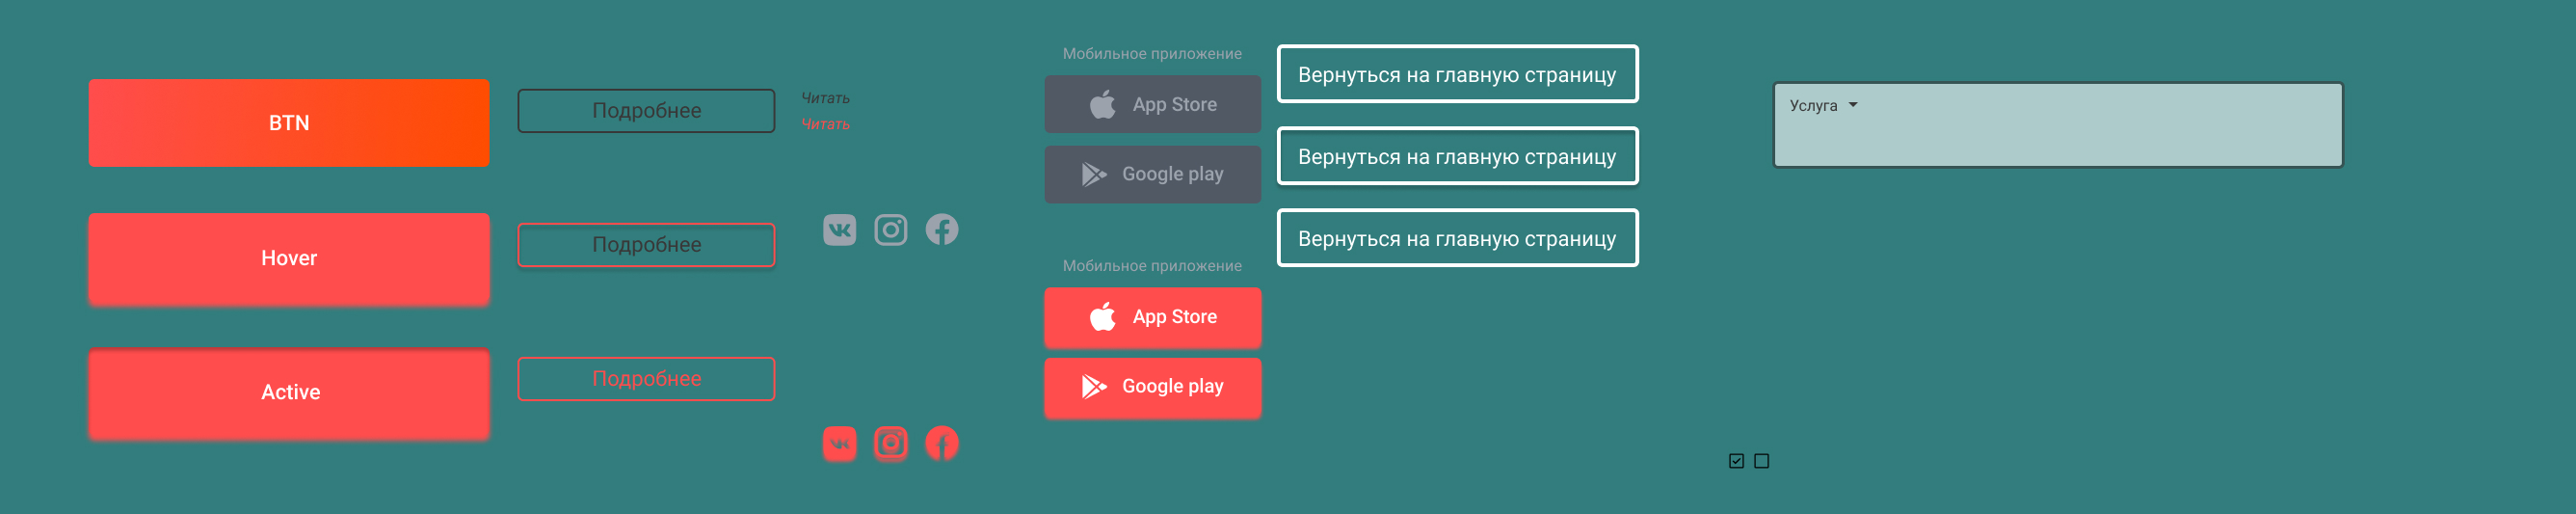 BTN
Hover
Active
Подробнее
Подробнее
Подробнее
Читать
Читать
Мобильное приложение
App Store
Google play
Мобильное приложение
App Store
Google play
Вернуться на главную страницу
Вернуться на главную страницу
Вернуться на главную страницу
Услуга